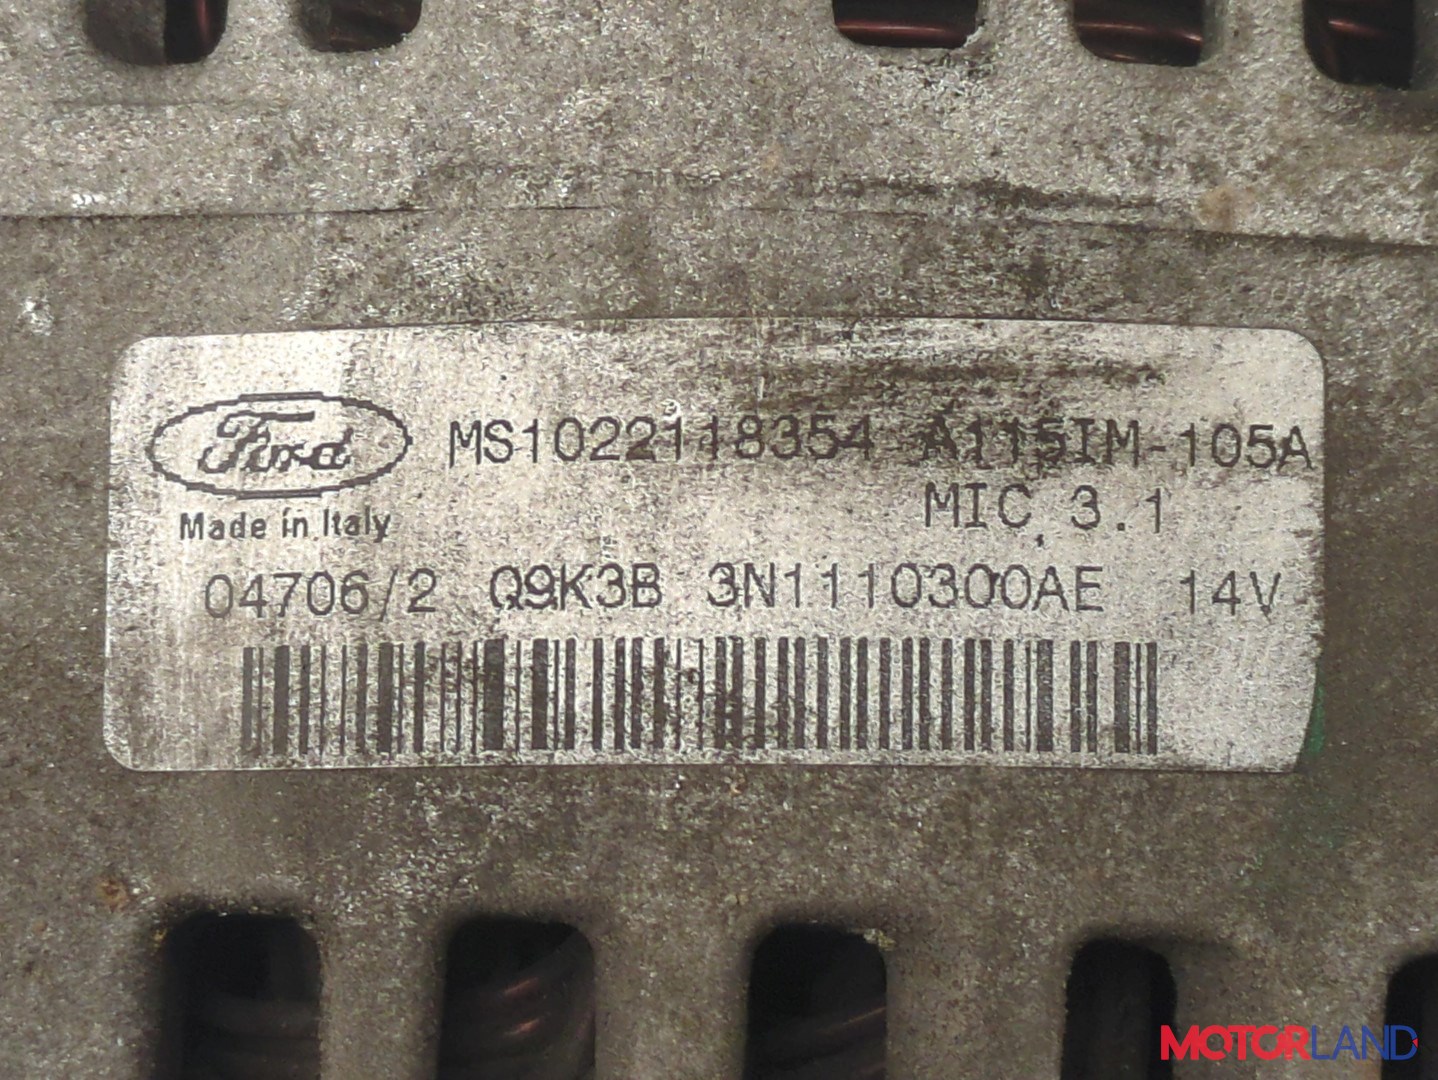 Ford MS1022118354 A115IM-105A
Made in Italy MIC 3.1
04706/2 Q9K3B 3N1110300AE 14V
MOTORLAND